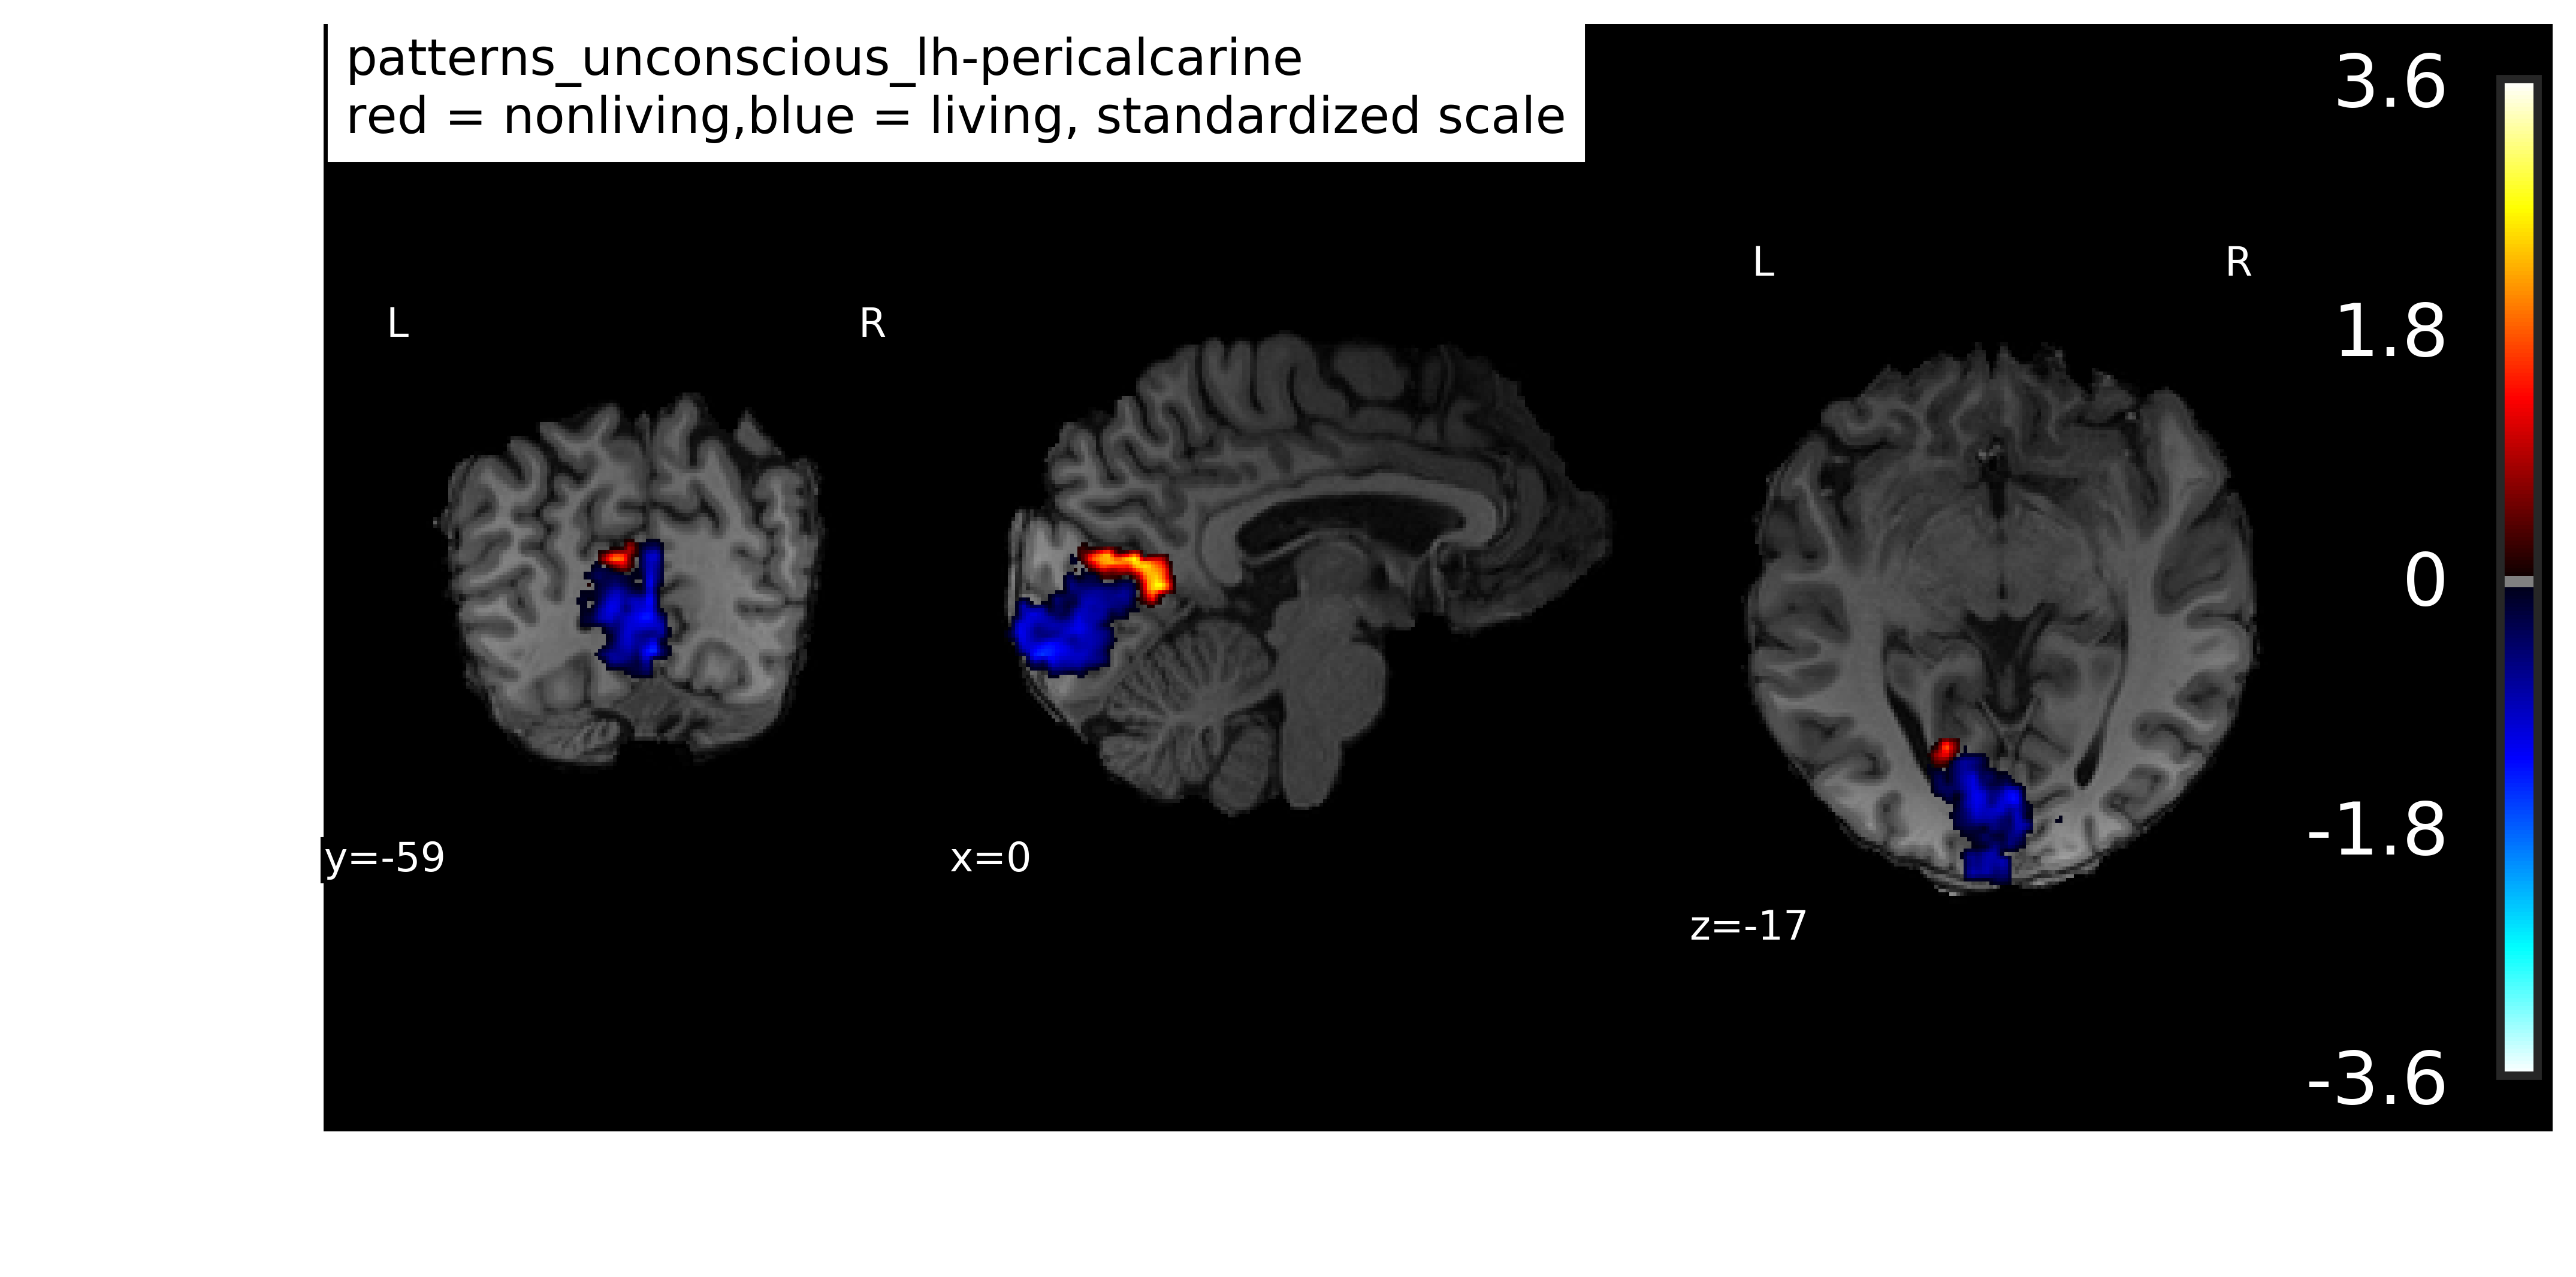 patterns_unconscious_lh-pericalcarine
red = nonliving,blue = living, standardized scale
L
R
L
R
y=-59
x=0
z=-17
3.6
1.8
0
-1.8
-3.6